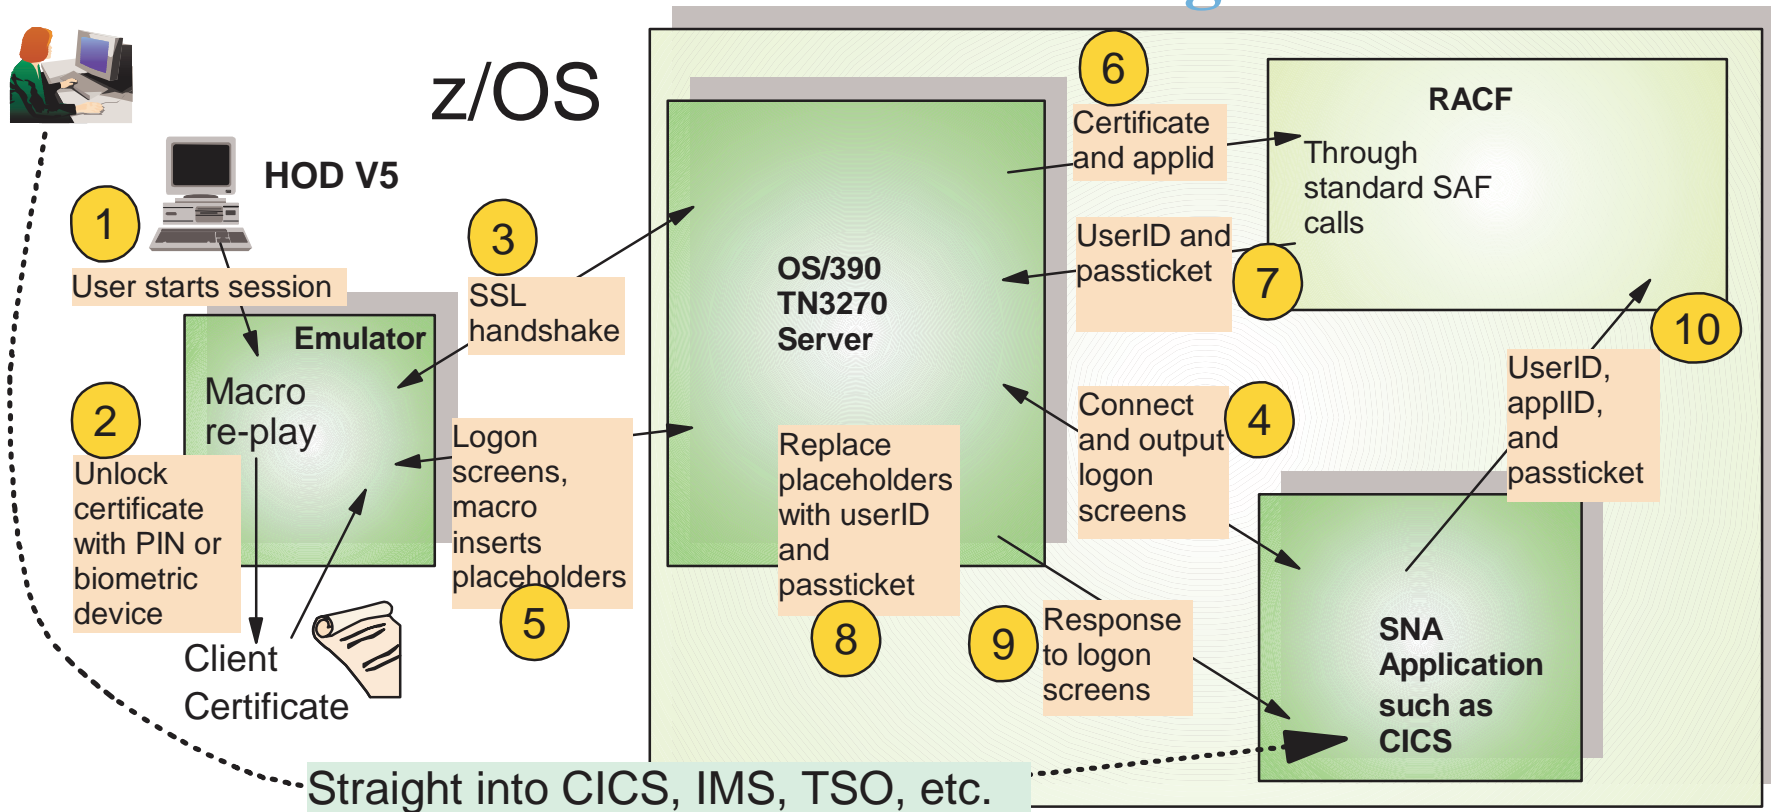 g
z/OS
HOD V5
1
User starts session
Emulator
Macro
re-play
2
Unlock
certificate
with PIN or
biometric
device
Client
Certificate
3
SSL
handshake
Logon
screens,
macro
inserts
placeholders
5
OS/390
TN3270
Server
Replace
placeholders
with userID
and
passticket
8
6
Certificate
and applid
RACF
Through
standard SAF
calls
UserID and
passticket
7
Connect
and output
logon
screens
4
9
Response
to logon
screens
10
UserID,
applID,
and
passticket
SNA
Application
such as
CICS
Straight into CICS, IMS, TSO, etc.